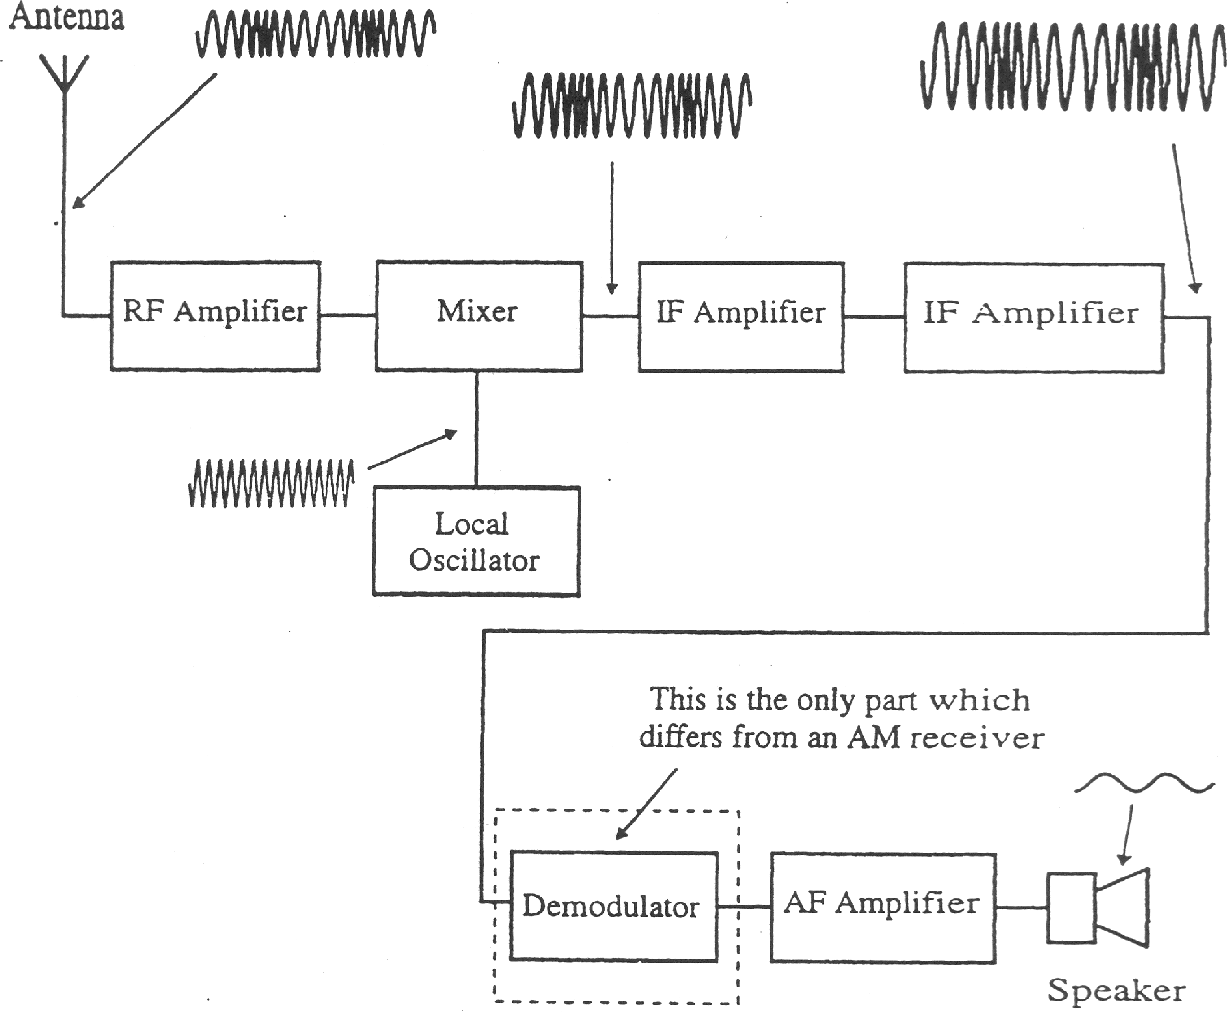 Antenna
RF Amplifier
Mixer
IF Amplifier
IF Amplifier
Local
Oscillator
This is the only part which
differs from an AM receiver
Demodulator
AF Amplifier
Speaker